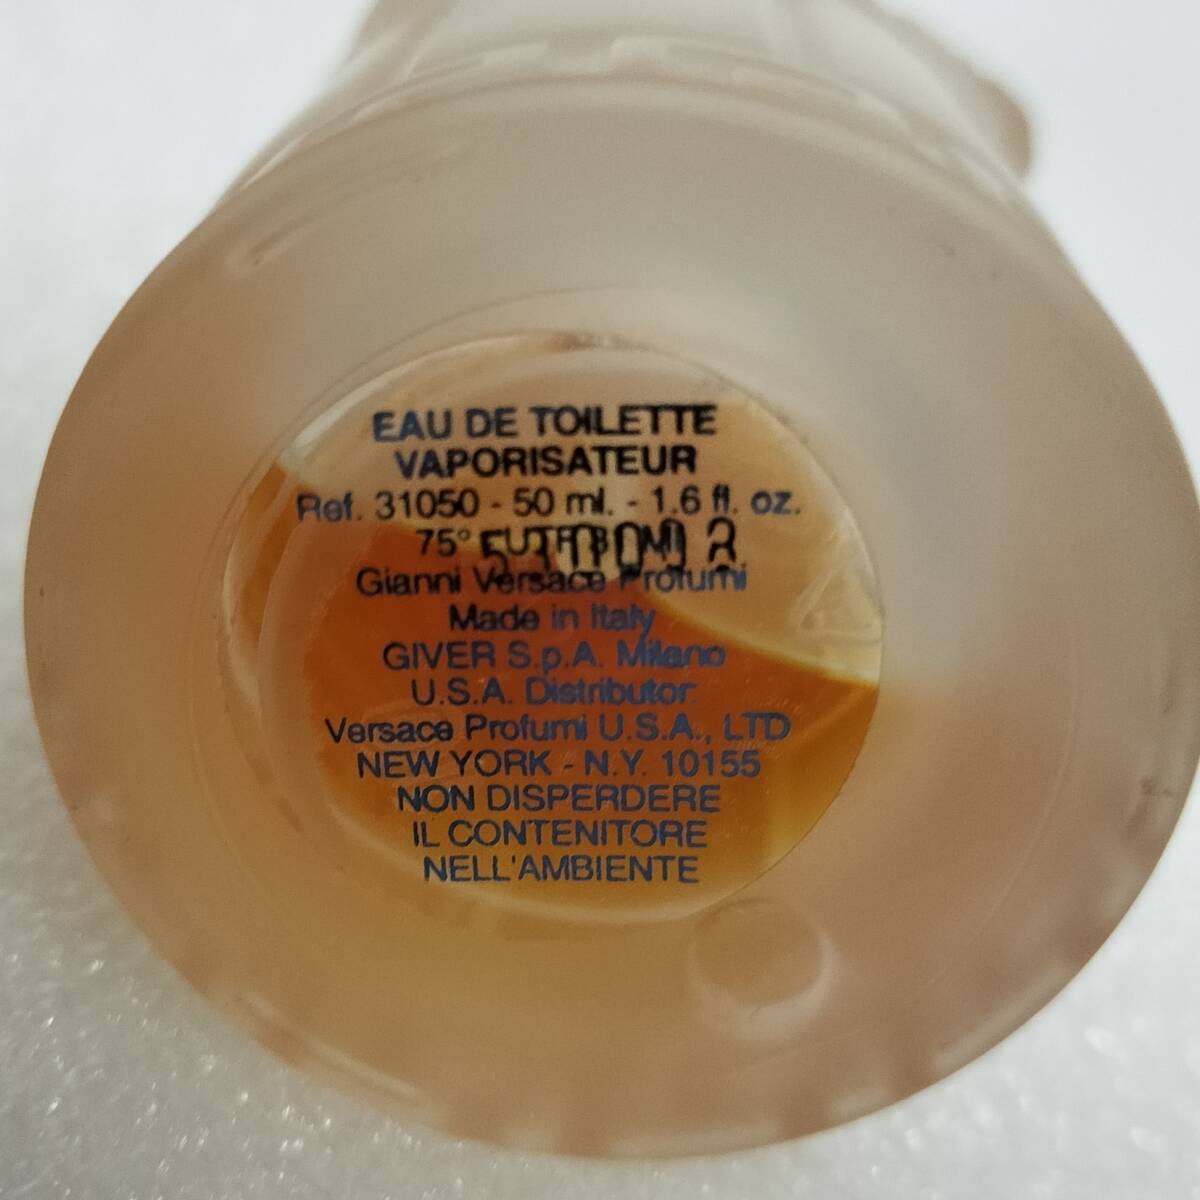 EAU DE TOILETTE
VAPORISATEUR
Ref. 31050 - 50 ml. - 1.6 fl. oz.
75°
Gianni Versace Profumi
Made in Italy
GIVER S.p.A. Milano
U.S.A. Distributor:
Versace Profumi U.S.A., LTD
NEW YORK - N.Y. 10155
NON DISPERDERE
IL CONTENITORE
NELL'AMBIENTE